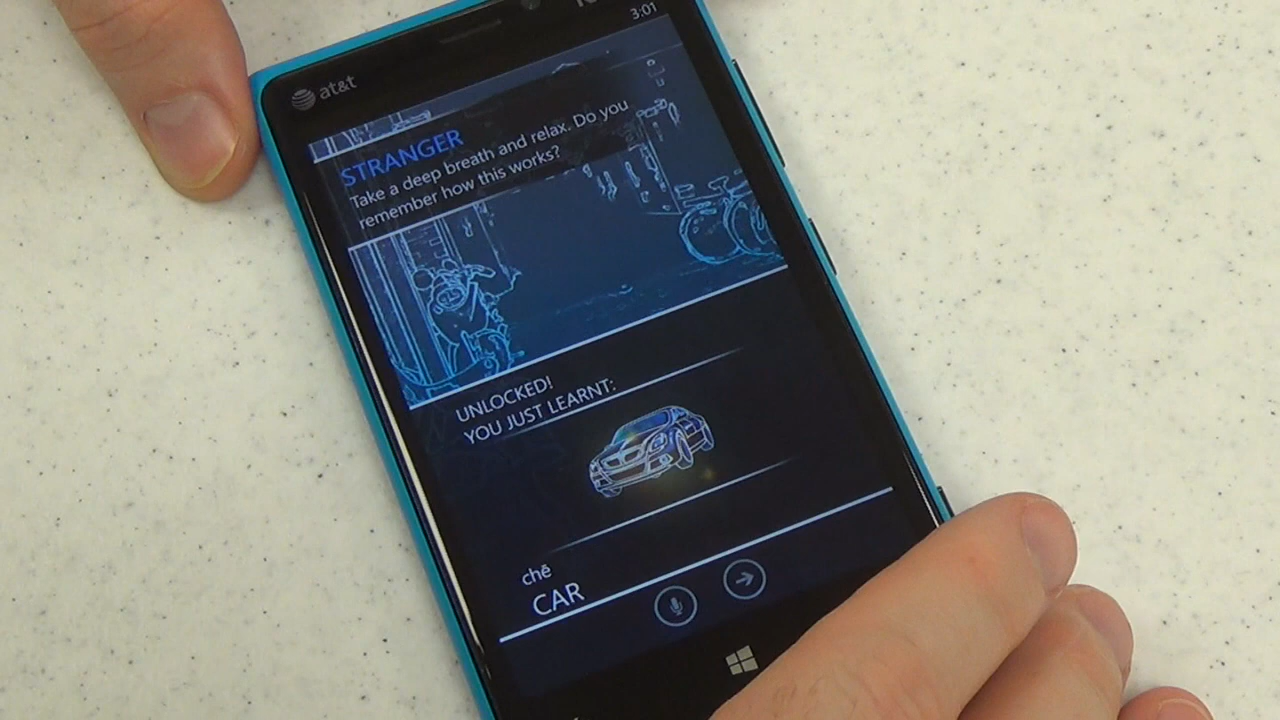 3:01
at&t
STRANGER
Take a deep breath and relax. Do you
remember how this works?
UNLOCKED!
YOU JUST LEARNT:
chē
CAR